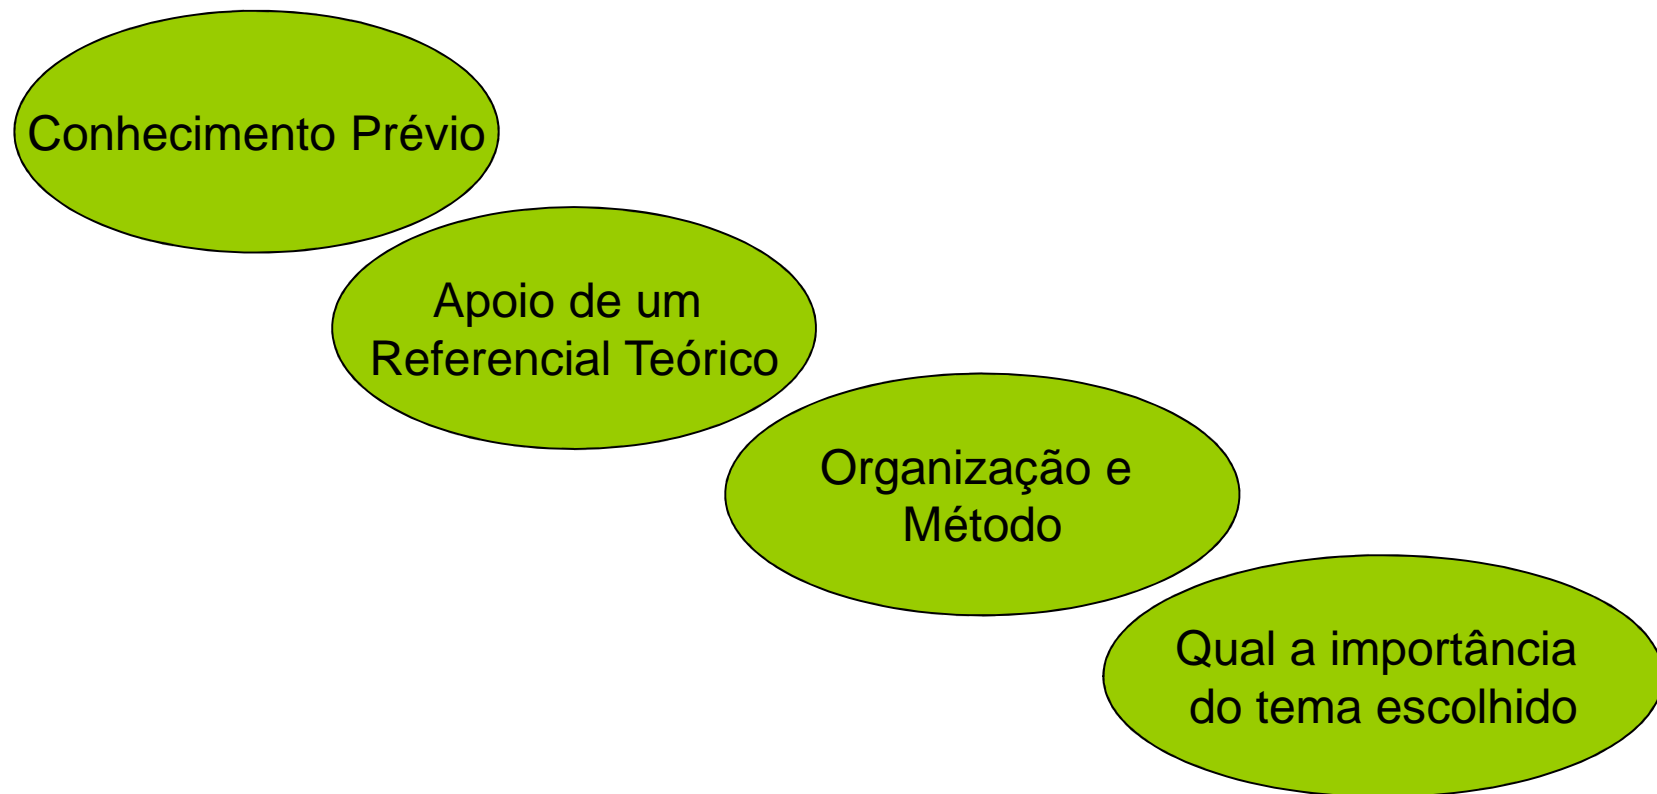 Conhecimento Prévio
Apoio de um
Referencial Teórico
Organização e
Método
Qual a importância
do tema escolhido